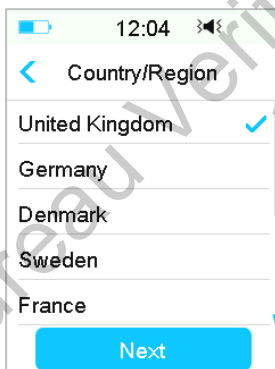 12:04
Country/Region
United Kingdom
Germany
Denmark
Sweden
France
Next